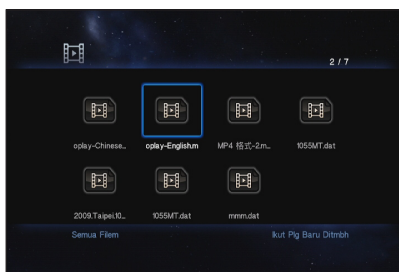 2 / 7
oplay-Chinese...
oplay-English.m
MP4 格式-2.m...
1055MT.dat
2009.Taipei.10...
1055MT.dat
mmm.dat
Semua Filem
Ikut Plg Baru Ditmbh